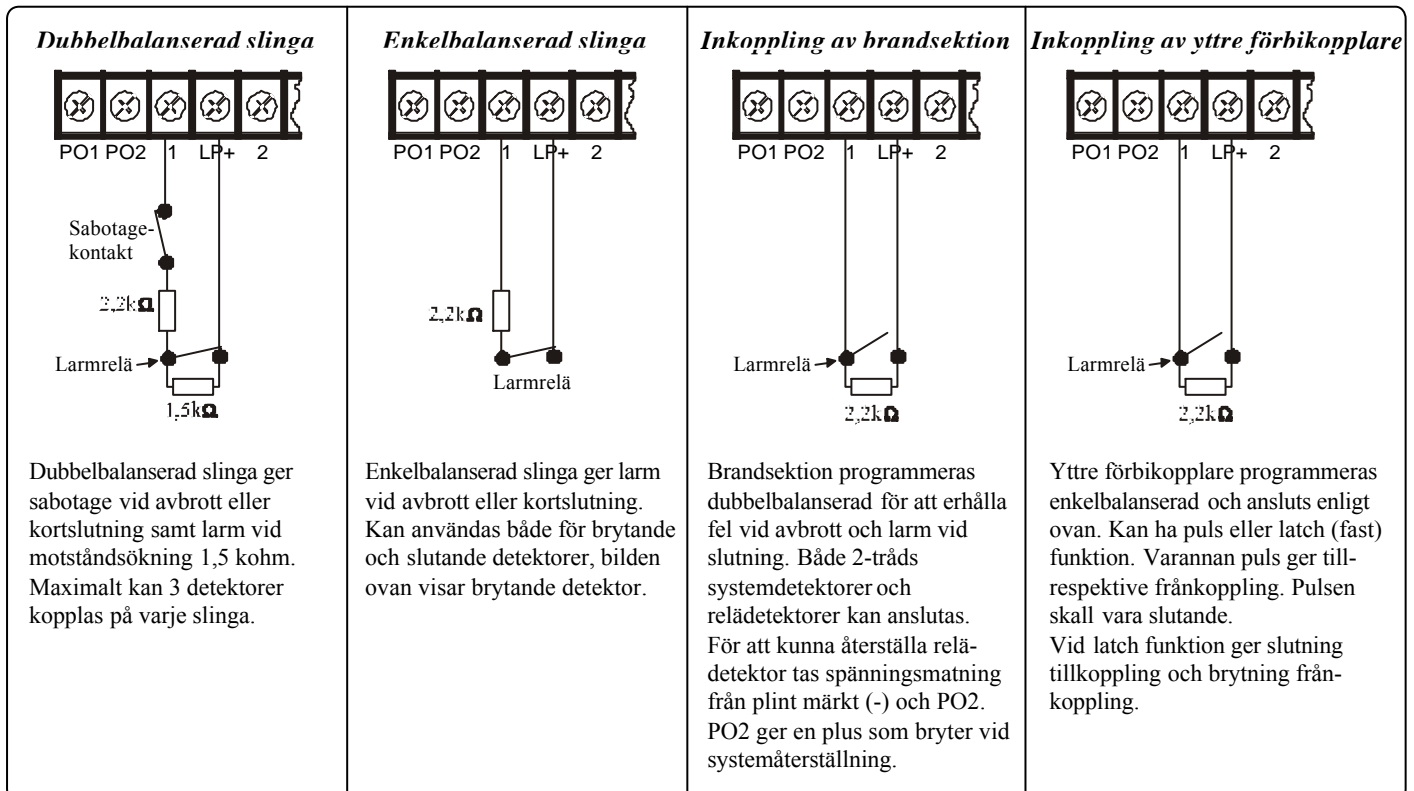 Dubbelbalanserad slinga
PO1 PO2 1 LP+ 2
Sabotage-
kontakt
2,2kΩ
Larmrelä
1,5kΩ
Dubbelbalanserad slinga ger
sabotage vid avbrott eller
kortslutning samt larm vid
motståndsökning 1,5 kohm.
Maximalt kan 3 detektorer
kopplas på varje slinga.
Enkelbalanserad slinga
PO1 PO2 1 LP+ 2
2,2kΩ
Larmrelä
Enkelbalanserad slinga ger larm
vid avbrott eller kortslutning.
Kan användas både för brytande
och slutande detektorer, bilden
ovan visar brytande detektor.
Inkoppling av brandsektion
PO1 PO2 1 LP+ 2
Larmrelä
2,2kΩ
Brandsektion programmeras
dubbelbalanserad för att erhålla
fel vid avbrott och larm vid
slutning. Både 2-tråds
systemdetektorer och
relädetektorer kan anslutas.
För att kunna återställa relä-
detektor tas spänningsmatning
från plint märkt (-) och PO2.
PO2 ger en plus som bryter vid
systemåterställning.
Inkoppling av yttre förbikopplare
PO1 PO2 1 LP+ 2
Larmrelä
2,2kΩ
Yttre förbikopplare programmeras
enkelbalanserad och ansluts enligt
ovan. Kan ha puls eller latch (fast)
funktion. Varannan puls ger till-
respektive frånkoppling. Pulsen
skall vara slutande.
Vid latch funktion ger slutning
tillkoppling och brytning från-
koppling.